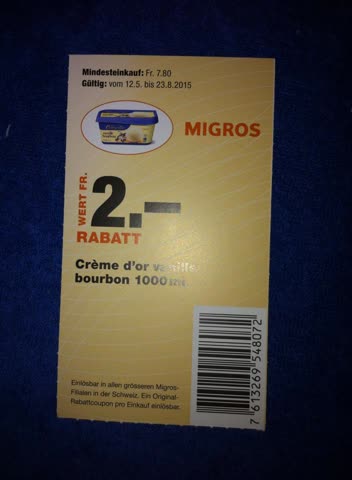 Mindesteinkauf: Fr. 7.80
Gültig: vom 12.5. bis 23.8.2015
MIGROS
WERT FR.
2.–
RABATT
Crème d'or vanille
bourbon 1000 ml
Einlösbar in allen grösseren Migros-
Filialen in der Schweiz. Ein Original-
Rabattcoupon pro Einkauf einlösbar.
7 613269 548072